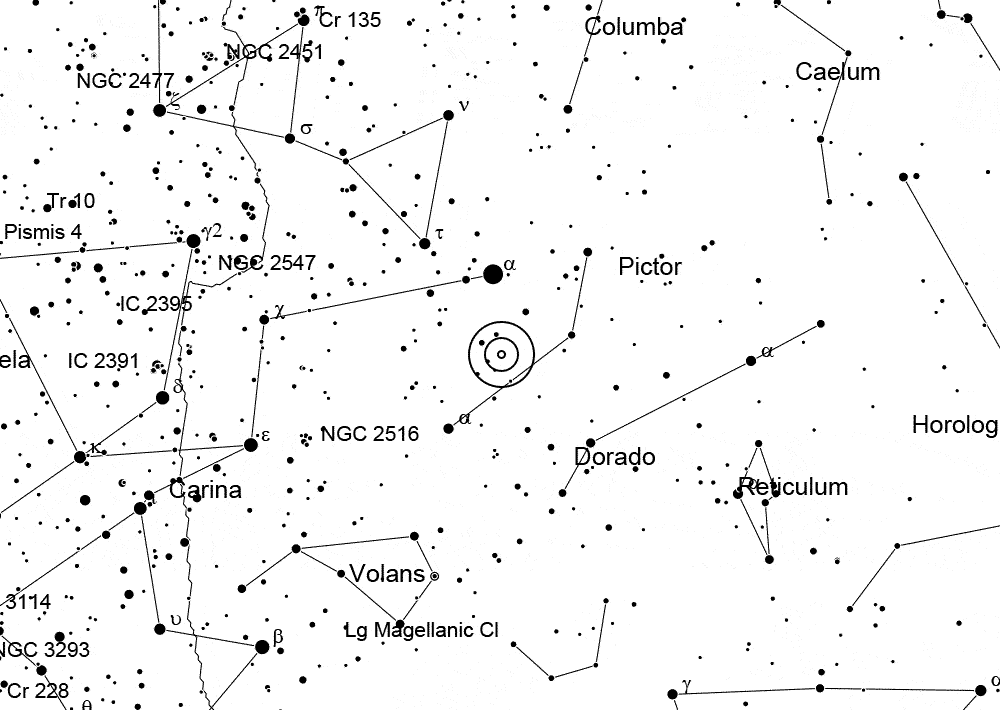 π
Cr 135
Columba
NGC 2451
Caelum
NGC 2477
ζ
ν
σ
Tr 10
Pismis 4
γ2
τ
NGC 2547
α
Pictor
IC 2395
χ
ela
IC 2391
α
δ
α
Horolog
ε
NGC 2516
κ
Dorado
Carina
ι
α
Reticulum
Volans
3114
υ
Lg Magellanic Cl
β
NGC 3293
Cr 228
γ
α
θ